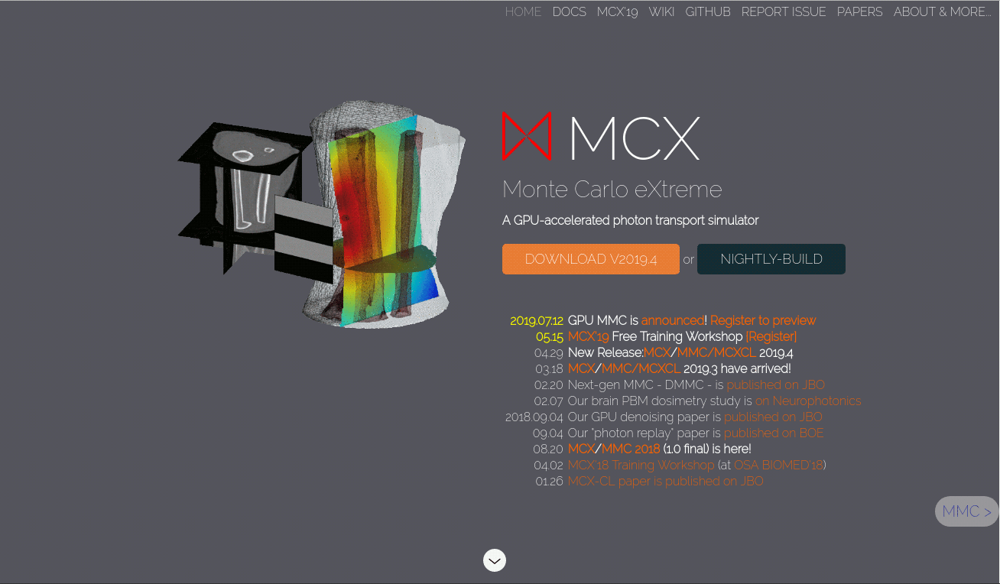 HOME DOCS MCX'19 WIKI GITHUB REPORT ISSUE PAPERS ABOUT & MORE...
MCX
Monte Carlo eXtreme
A GPU-accelerated photon transport simulator
DOWNLOAD V2019.4 or NIGHTLY-BUILD
2019.07.12 GPU MMC is announced! Register to preview
05.15 MCX'19 Free Training Workshop [Register]
04.29 New Release:MCX/MMC/MCXCL 2019.4
03.18 MCX/MMC/MCXCL 2019.3 have arrived!
02.20 Next-gen MMC - DMMC - is published on JBO
02.07 Our brain PBM dosimetry study is on Neurophotonics
2018.09.04 Our GPU denoising paper is published on JBO
09.04 Our "photon replay" paper is published on BOE
08.20 MCX/MMC 2018 (1.0 final) is here!
04.02 MCX'18 Training Workshop (at OSA BIOMED'18)
01.26 MCX-CL paper is published on JBO
MMC >